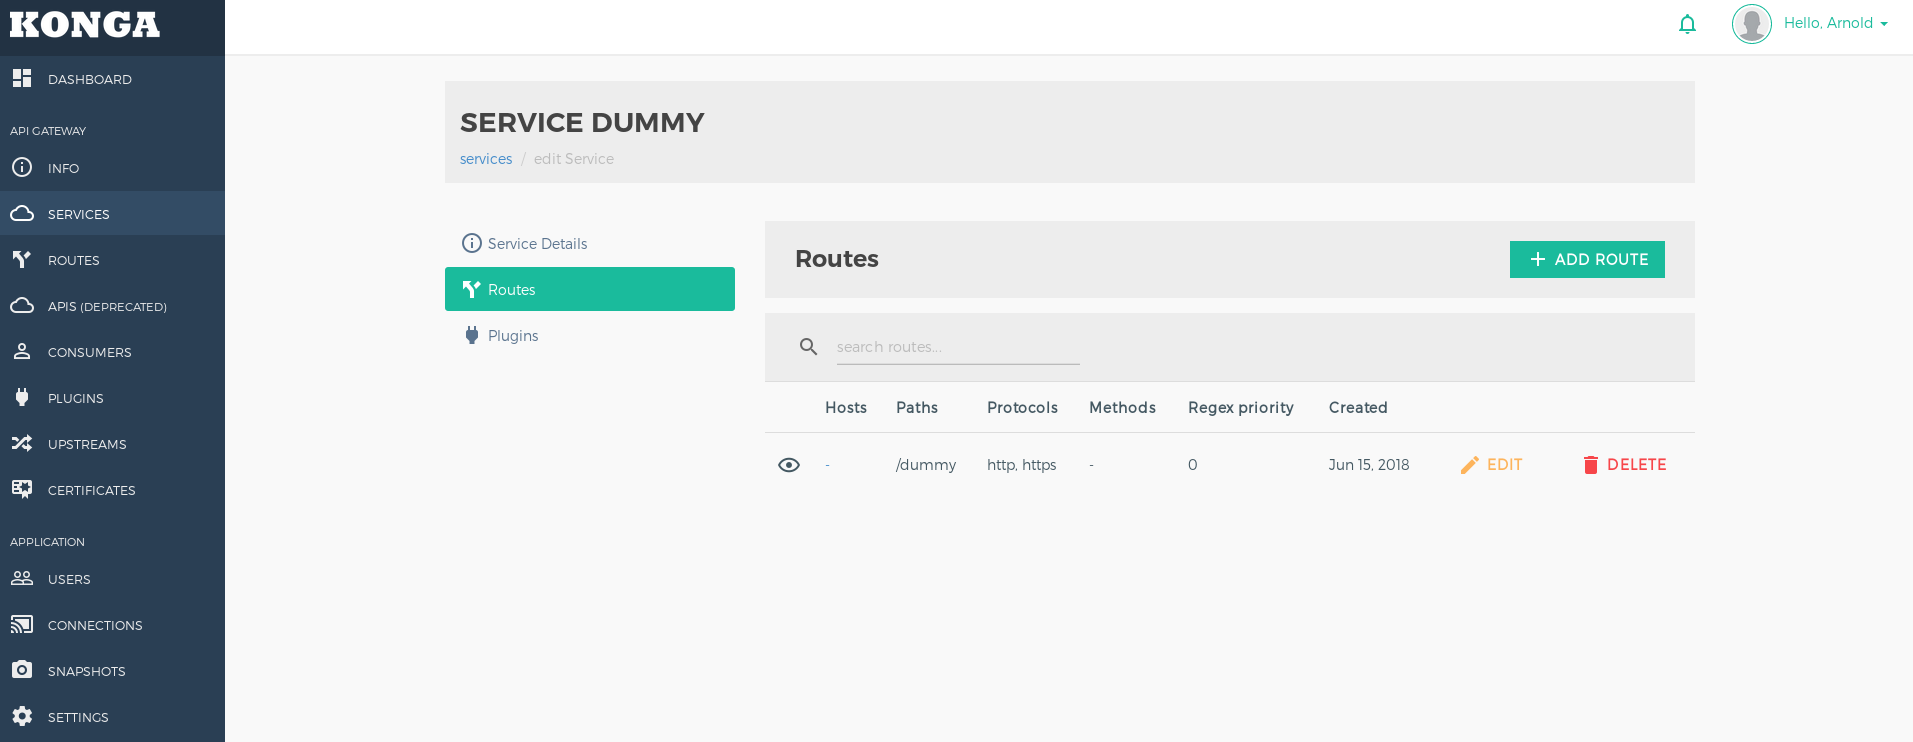 KONGA
Hello, Arnold
DASHBOARD
API GATEWAY
INFO
SERVICES
ROUTES
APIS (DEPRECATED)
CONSUMERS
PLUGINS
UPSTREAMS
CERTIFICATES
APPLICATION
USERS
CONNECTIONS
SNAPSHOTS
SETTINGS
SERVICE DUMMY
services / edit Service
Service Details
Routes
Plugins
Routes
ADD ROUTE
search routes...
Hosts Paths Protocols Methods Regex priority Created
- /dummy http, https - 0 Jun 15, 2018 EDIT DELETE